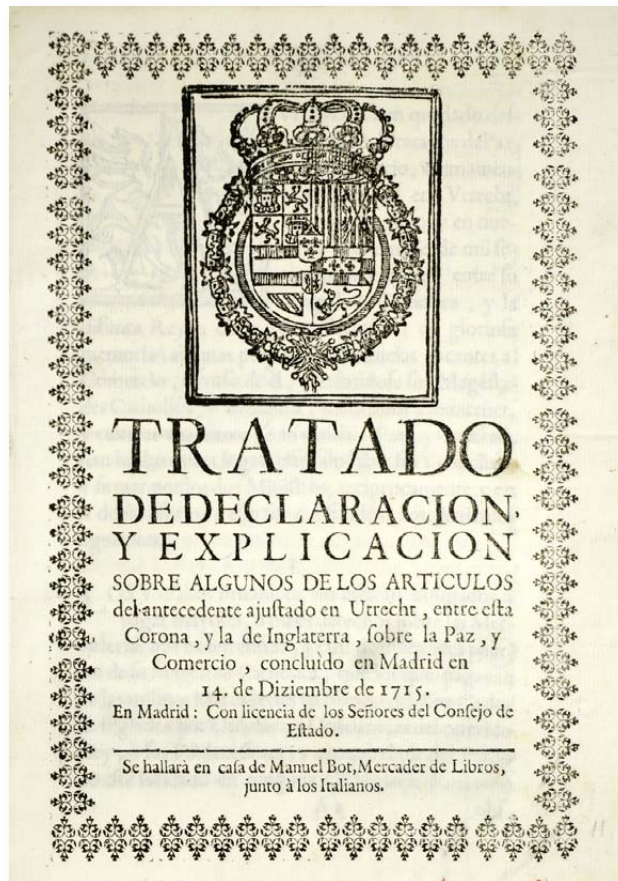 TRATADO
DE DECLARACION,
Y EXPLICACION
SOBRE ALGUNOS DE LOS ARTICULOS
del antecedente ajuſtado en Utrecht, entre eſta
Corona, y la de Inglaterra, ſobre la Paz, y
Comercio, concluido en Madrid en
14. de Diziembre de 1715.
En Madrid: Con licencia de los Señores del Conſejo de
Eſtado.
Se hallarà en caſa de Manuel Bot, Mercader de Libros,
junto à los Italianos.